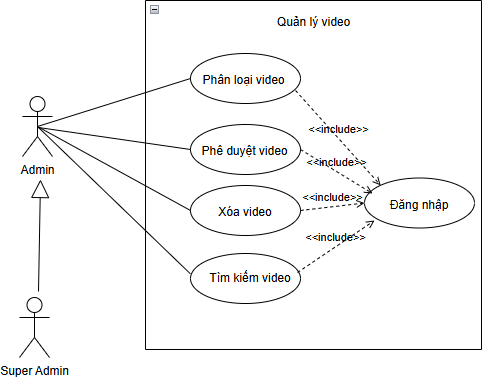 Quản lý video
Phân loại video
<<include>>
Phê duyệt video
<<include>>
Admin
<<include>>
Xóa video
Đăng nhập
<<include>>
Tìm kiếm video
Super Admin